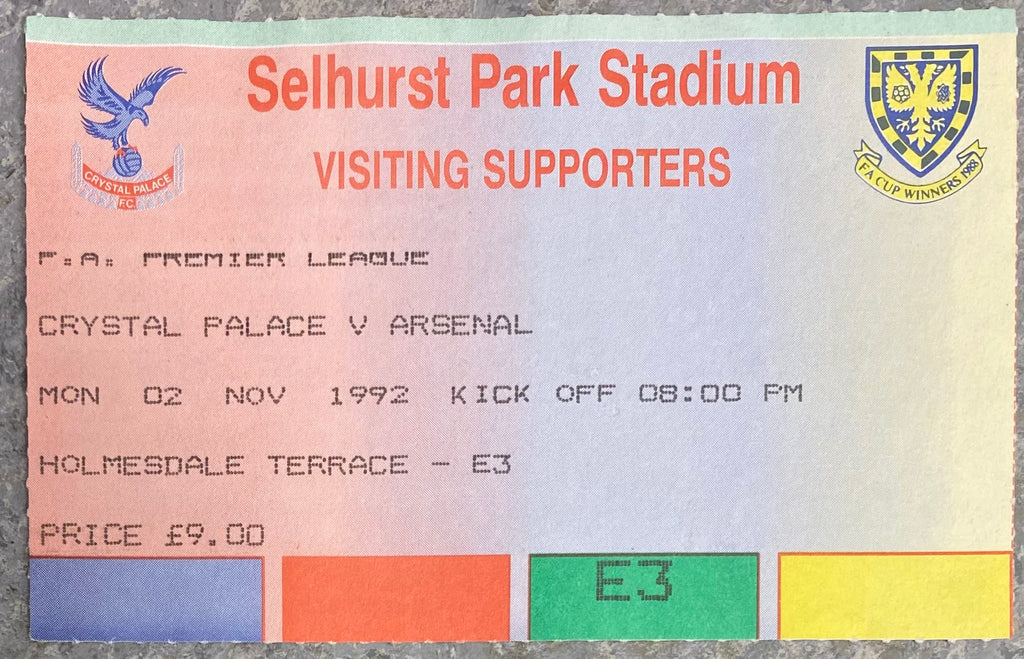 Selhurst Park Stadium
VISITING SUPPORTERS
CRYSTAL PALACE
F.C.
FA CUP WINNERS 1988
F.A. PREMIER LEAGUE
CRYSTAL PALACE V ARSENAL
MON 02 NOV 1992 KICK OFF 08:00 PM
HOLMESDALE TERRACE - E3
PRICE £9.00
E3